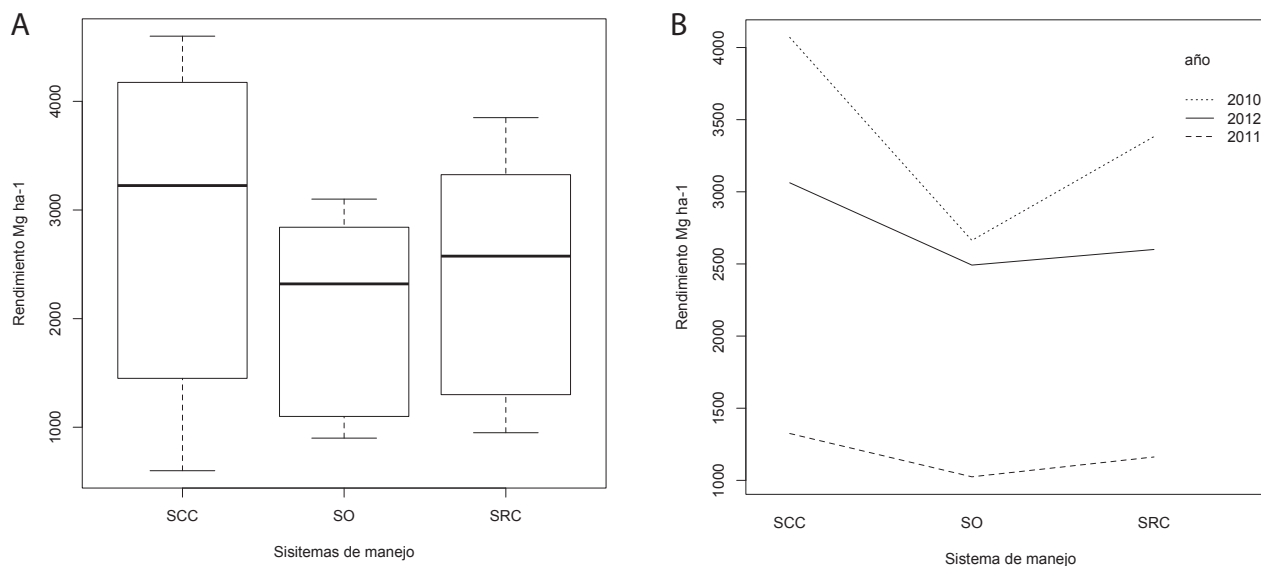 A
Rendimiento Mg ha-1
4000
3000
2000
1000
SCC
SO
SRC
Sisitemas de manejo
B
Rendimiento Mg ha-1
4000
3500
3000
2500
2000
1500
1000
año
2010
2012
2011
SCC
SO
SRC
Sistema de manejo